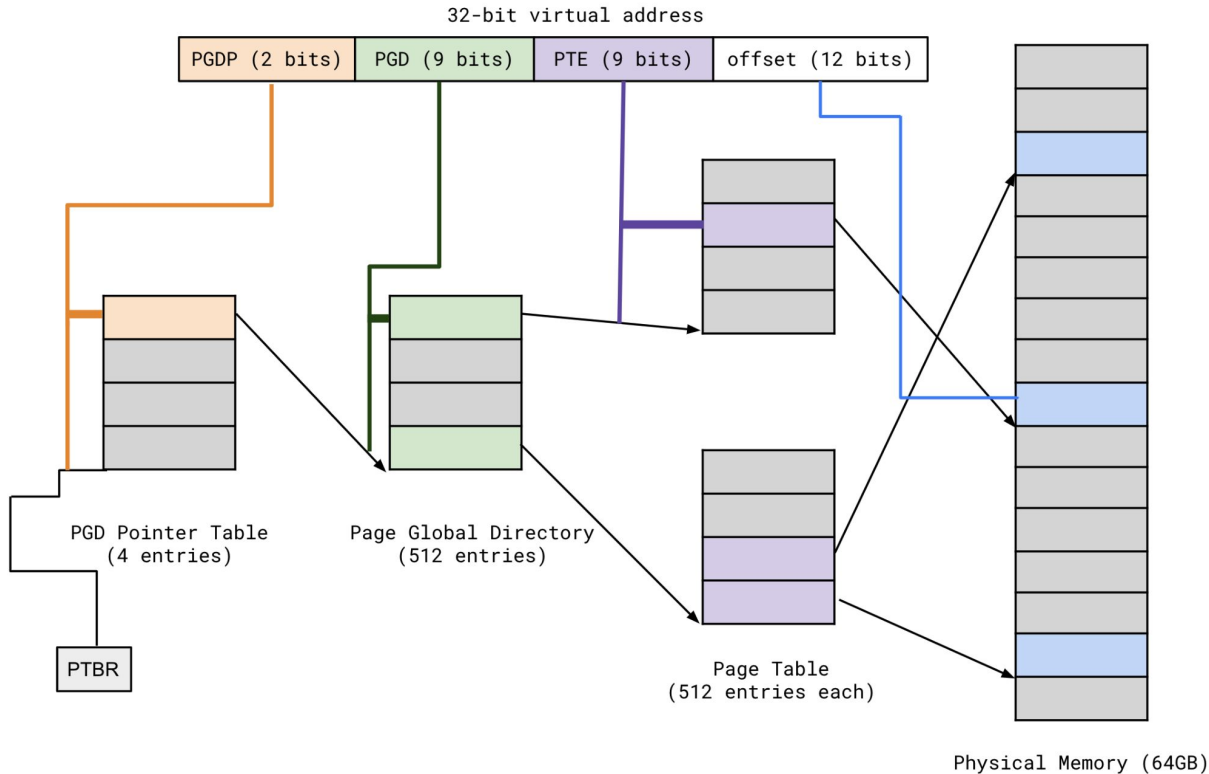 32-bit virtual address
PGDP (2 bits)
PGD (9 bits)
PTE (9 bits)
offset (12 bits)
PGD Pointer Table
(4 entries)
Page Global Directory
(512 entries)
PTBR
Page Table
(512 entries each)
Physical Memory (64GB)